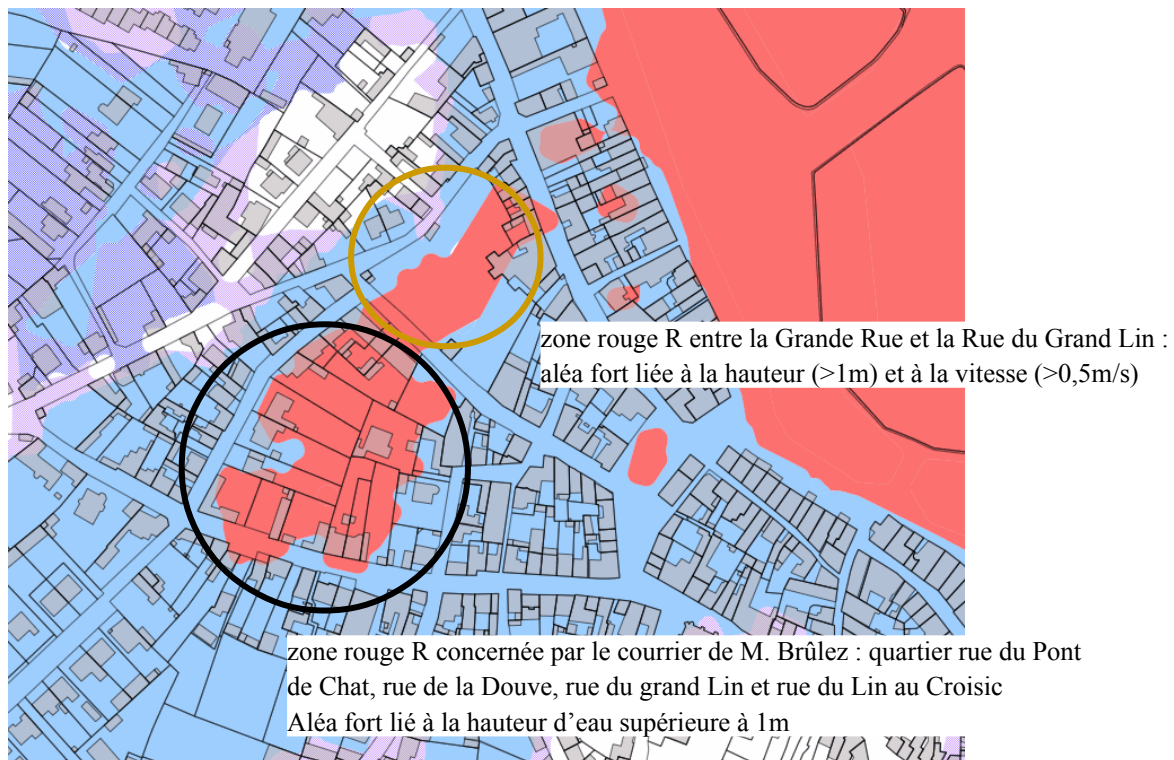 zone rouge R entre la Grande Rue et la Rue du Grand Lin :
aléa fort liée à la hauteur (>1m) et à la vitesse (>0,5m/s)
zone rouge R concernée par le courrier de M. Brûlez : quartier rue du Pont
de Chat, rue de la Douve, rue du grand Lin et rue du Lin au Croisic
Aléa fort lié à la hauteur d’eau supérieure à 1m